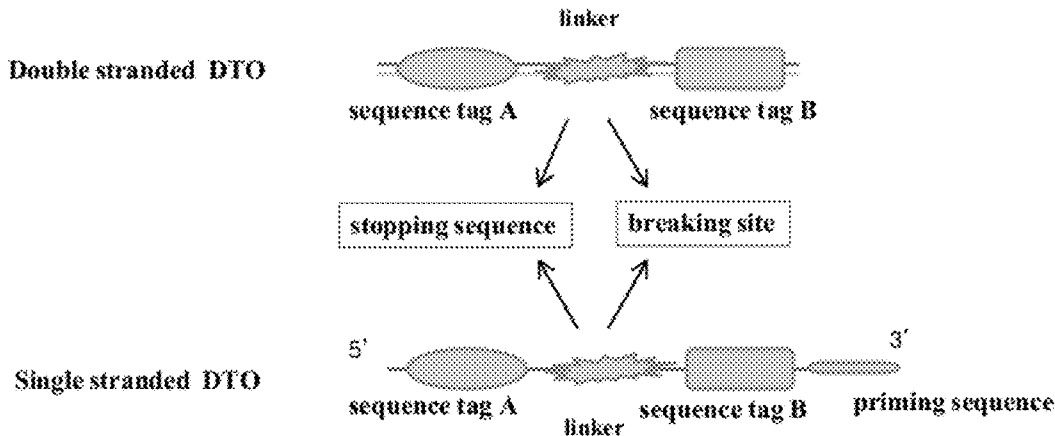 linker
Double stranded DTO
sequence tag A
sequence tag B
stopping sequence
breaking site
5'
3'
Single stranded DTO
sequence tag A
linker
sequence tag B
priming sequence